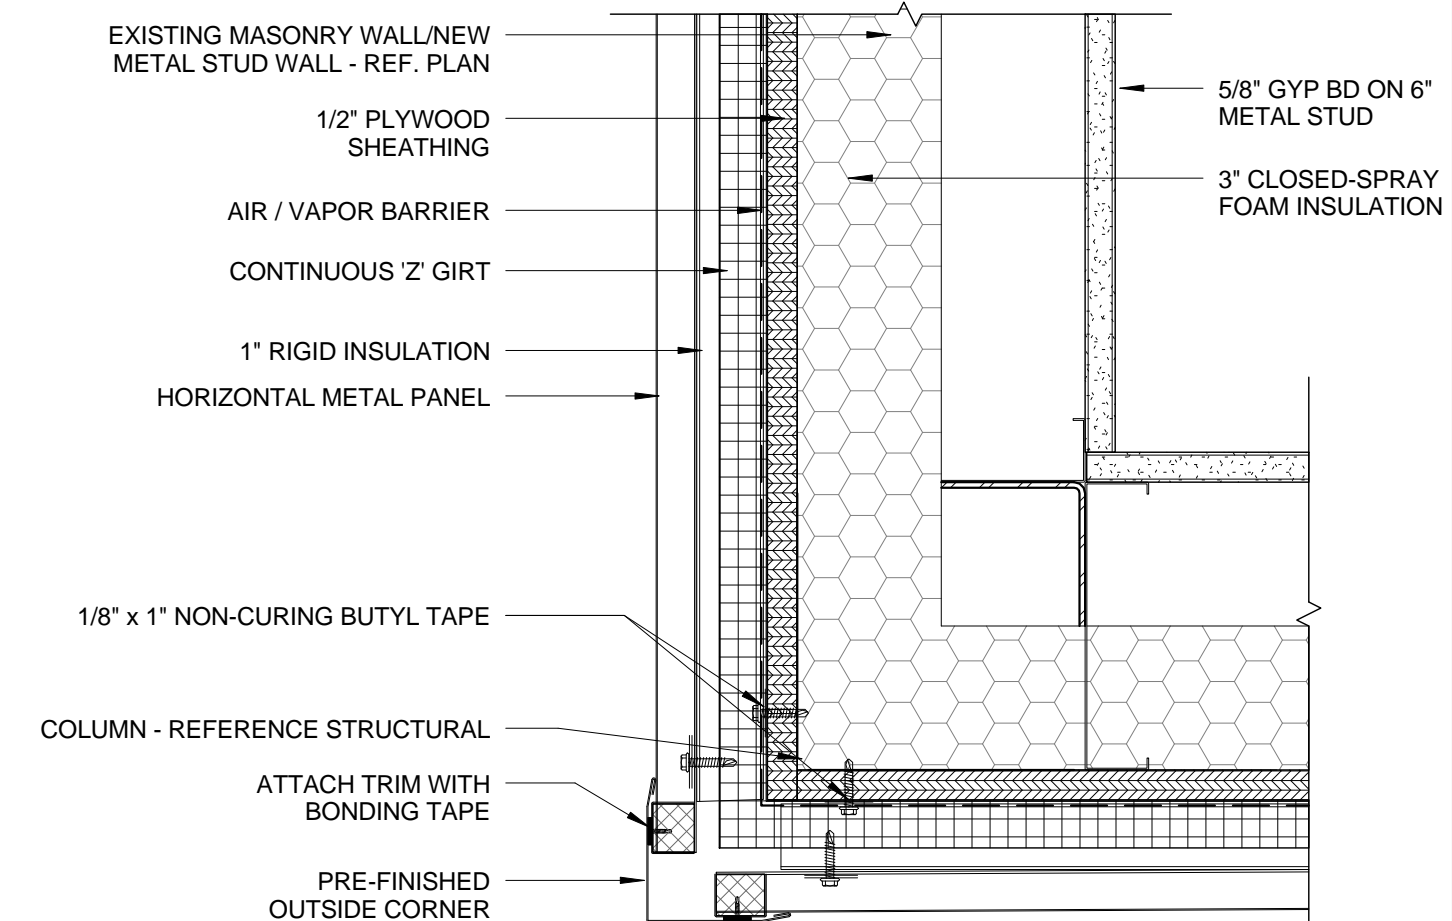 EXISTING MASONRY WALL/NEW
METAL STUD WALL - REF. PLAN
1/2" PLYWOOD
SHEATHING
AIR / VAPOR BARRIER
CONTINUOUS 'Z' GIRT
1" RIGID INSULATION
HORIZONTAL METAL PANEL
1/8" x 1" NON-CURING BUTYL TAPE
COLUMN - REFERENCE STRUCTURAL
ATTACH TRIM WITH
BONDING TAPE
PRE-FINISHED
OUTSIDE CORNER
5/8" GYP BD ON 6"
METAL STUD
3" CLOSED-SPRAY
FOAM INSULATION